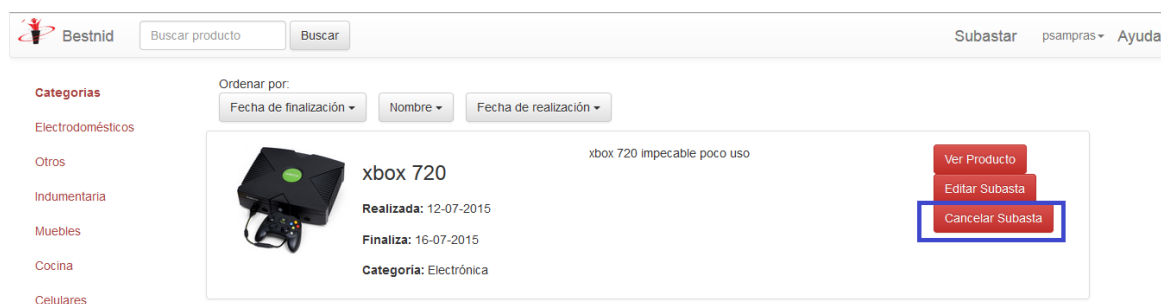 Bestnid
Buscar producto
Buscar
Subastar
psampras
Ayuda
Categorias
Electrodomésticos
Otros
Indumentaria
Muebles
Cocina
Celulares
Ordenar por:
Fecha de finalización
Nombre
Fecha de realización
xbox 720
Realizada: 12-07-2015
Finaliza: 16-07-2015
Categoría: Electrónica
xbox 720 impecable poco uso
Ver Producto
Editar Subasta
Cancelar Subasta